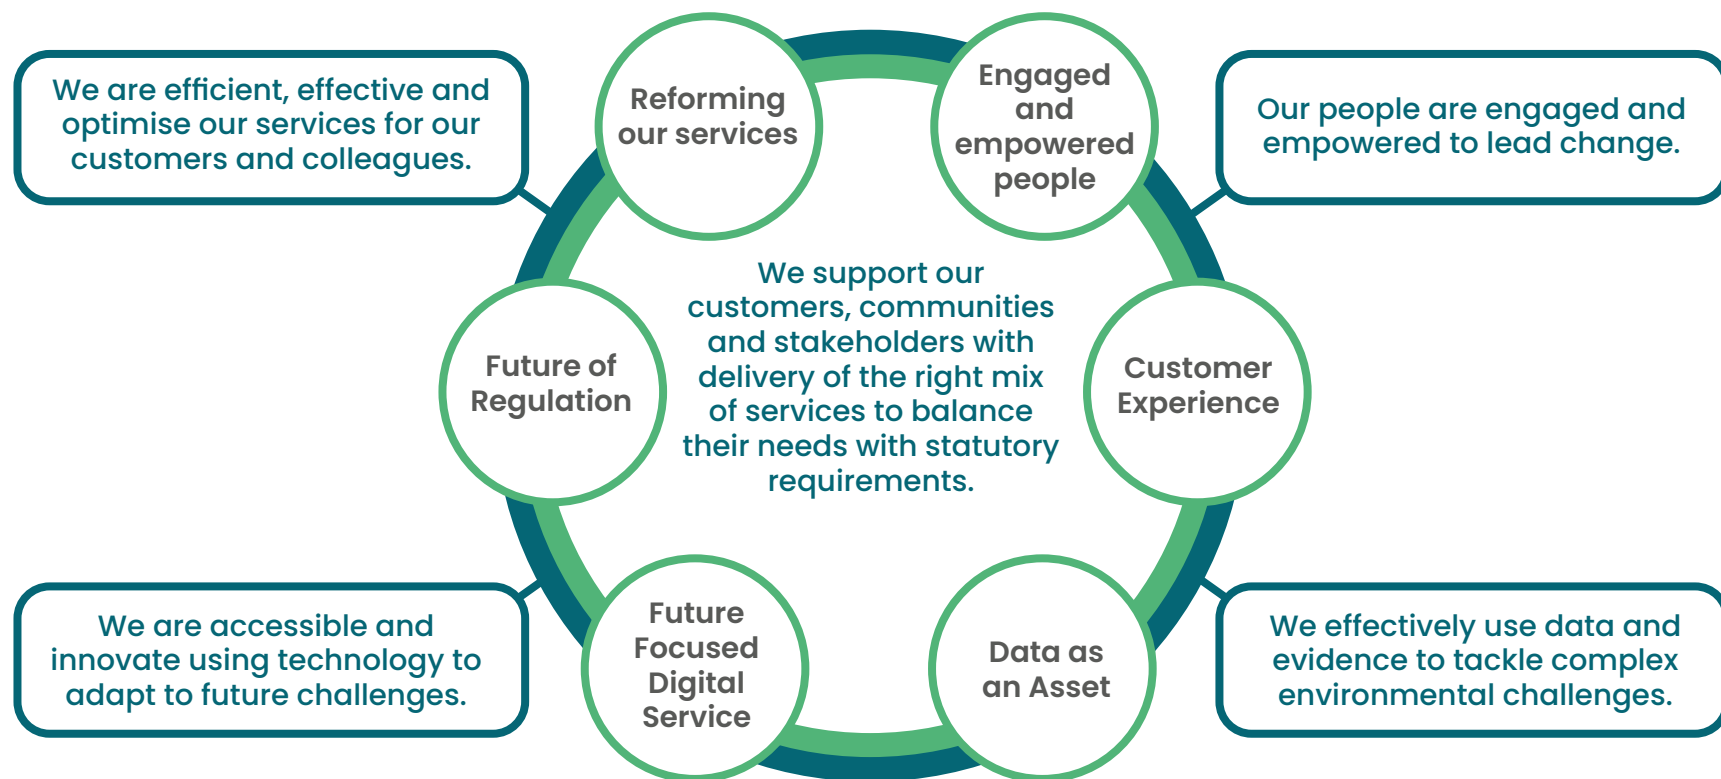 We are efficient, effective and
optimise our services for our
customers and colleagues.
Reforming
our services
Engaged
and
empowered
people
Our people are engaged and
empowered to lead change.
Future of
Regulation
We support our
customers, communities
and stakeholders with
delivery of the right mix
of services to balance
their needs with statutory
requirements.
Customer
Experience
We are accessible and
innovate using technology to
adapt to future challenges.
Future
Focused
Digital
Service
Data as
an Asset
We effectively use data and
evidence to tackle complex
environmental challenges.